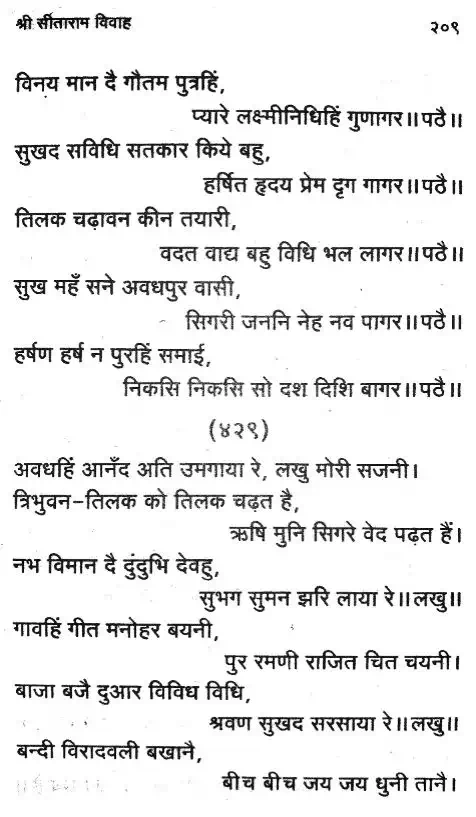 श्री सीताराम विवाह
२०९
विनय मान दै गौतम पुत्रहिं,
प्यारे लक्ष्मीनिधिहिं गुणागर॥पठै॥
सुखद सविधि सतकार किये बहु,
हर्षित हृदय प्रेम दृग गागर॥पठै॥
तिलक चढ़ावन कीन तयारी,
वदत वाद्य बहु विधि भल लागर॥पठै॥
सुख महँ सने अवधपुर वासी,
सिगरी जननि नेह नव पागर॥पठै॥
हर्षण हर्ष न पुरहिं समाई,
निकसि निकसि सो दश दिशि बागर॥पठै॥
(४२९)
अवधहिं आनँद अति उमगाया रे, लखु मोरी सजनी।
त्रिभुवन-तिलक को तिलक चढ़त है,
ऋषि मुनि सिगरे वेद पढ़त हैं।
नभ विमान दै दुंदुभि देवहु,
सुभग सुमन झरि लाया रे॥लखु॥
गावहिं गीत मनोहर बयनी,
पुर रमणी राजित चित चयनी।
बाजा बजै दुआर विविध विधि,
श्रवण सुखद सरसाया रे॥लखु॥
बन्दी विरादवली बखानै,
बीच बीच जय जय धुनी तानै।